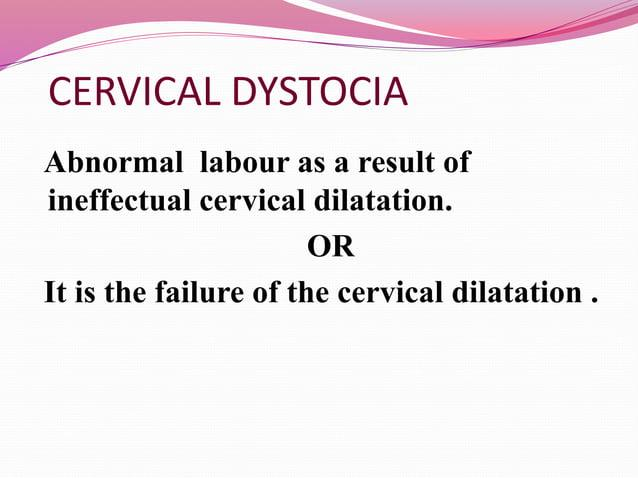 CERVICAL DYSTOCIA
Abnormal  labour as a result of
ineffectual cervical dilatation.
OR
It is the failure of the cervical dilatation .